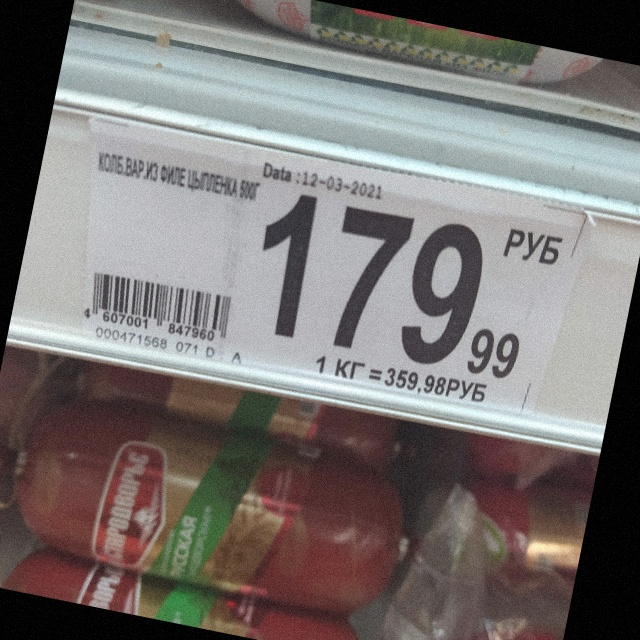 КОЛБ.ВАР.ИЗ ФИЛЕ ЦЫПЛЕНКА
Data :12-03-2021
179 99 РУБ
1 КГ = 359,98РУБ
4 607001 847960
000471568 071 D - A